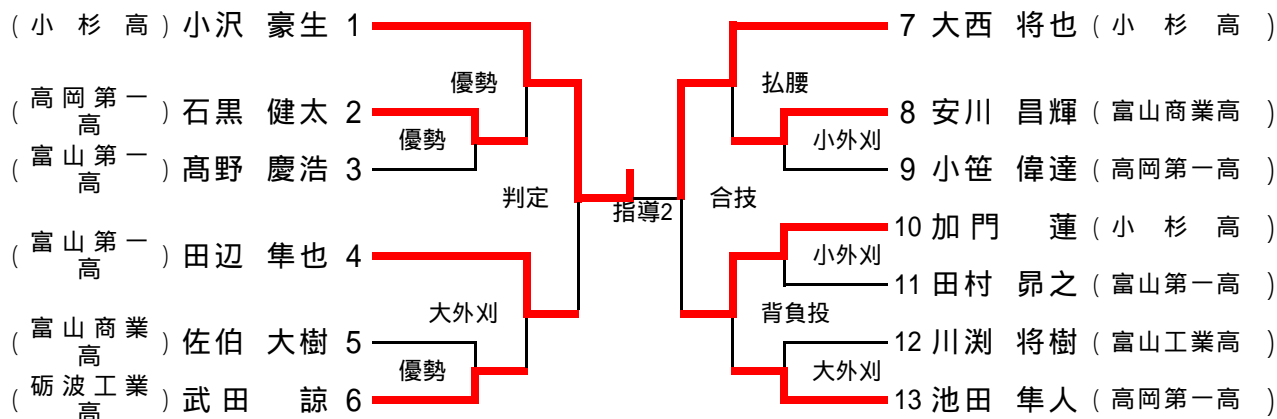 (小杉高) 小沢 豪生 1
優勢
(高岡第一高) 石黒 健太 2
優勢
(富山第一高) 髙野 慶浩 3
判定
(富山第一高) 田辺 隼也 4
大外刈
(富山商業高) 佐伯 大樹 5
優勢
(砺波工業高) 武田 諒 6
指導2
7 大西 将也 (小杉高)
払腰
8 安川 昌輝 (富山商業高)
小外刈
9 小笹 偉達 (高岡第一高)
合技
10 加門 蓮 (小杉高)
小外刈
11 田村 昴之 (富山第一高)
背負投
12 川渕 将樹 (富山工業高)
大外刈
13 池田 隼人 (高岡第一高)